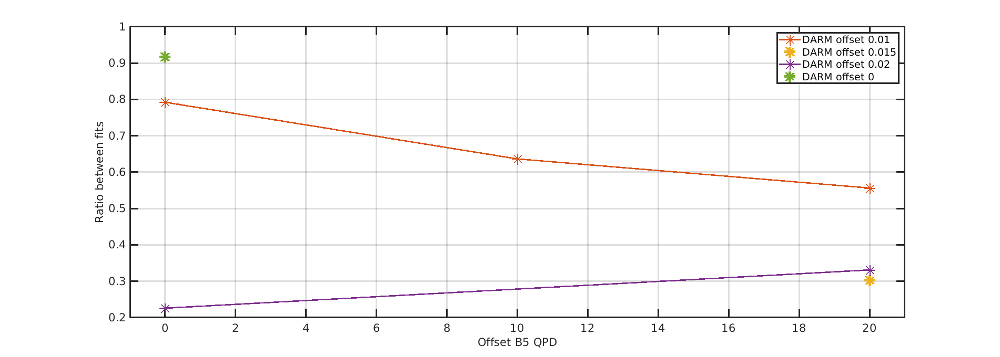 1
0.9
0.8
0.7
0.6
0.5
0.4
0.3
0.2
Ratio between fits
0 2 4 6 8 10 12 14 16 18 20
Offset B5 QPD
DARM offset 0.01
DARM offset 0.015
DARM offset 0.02
DARM offset 0